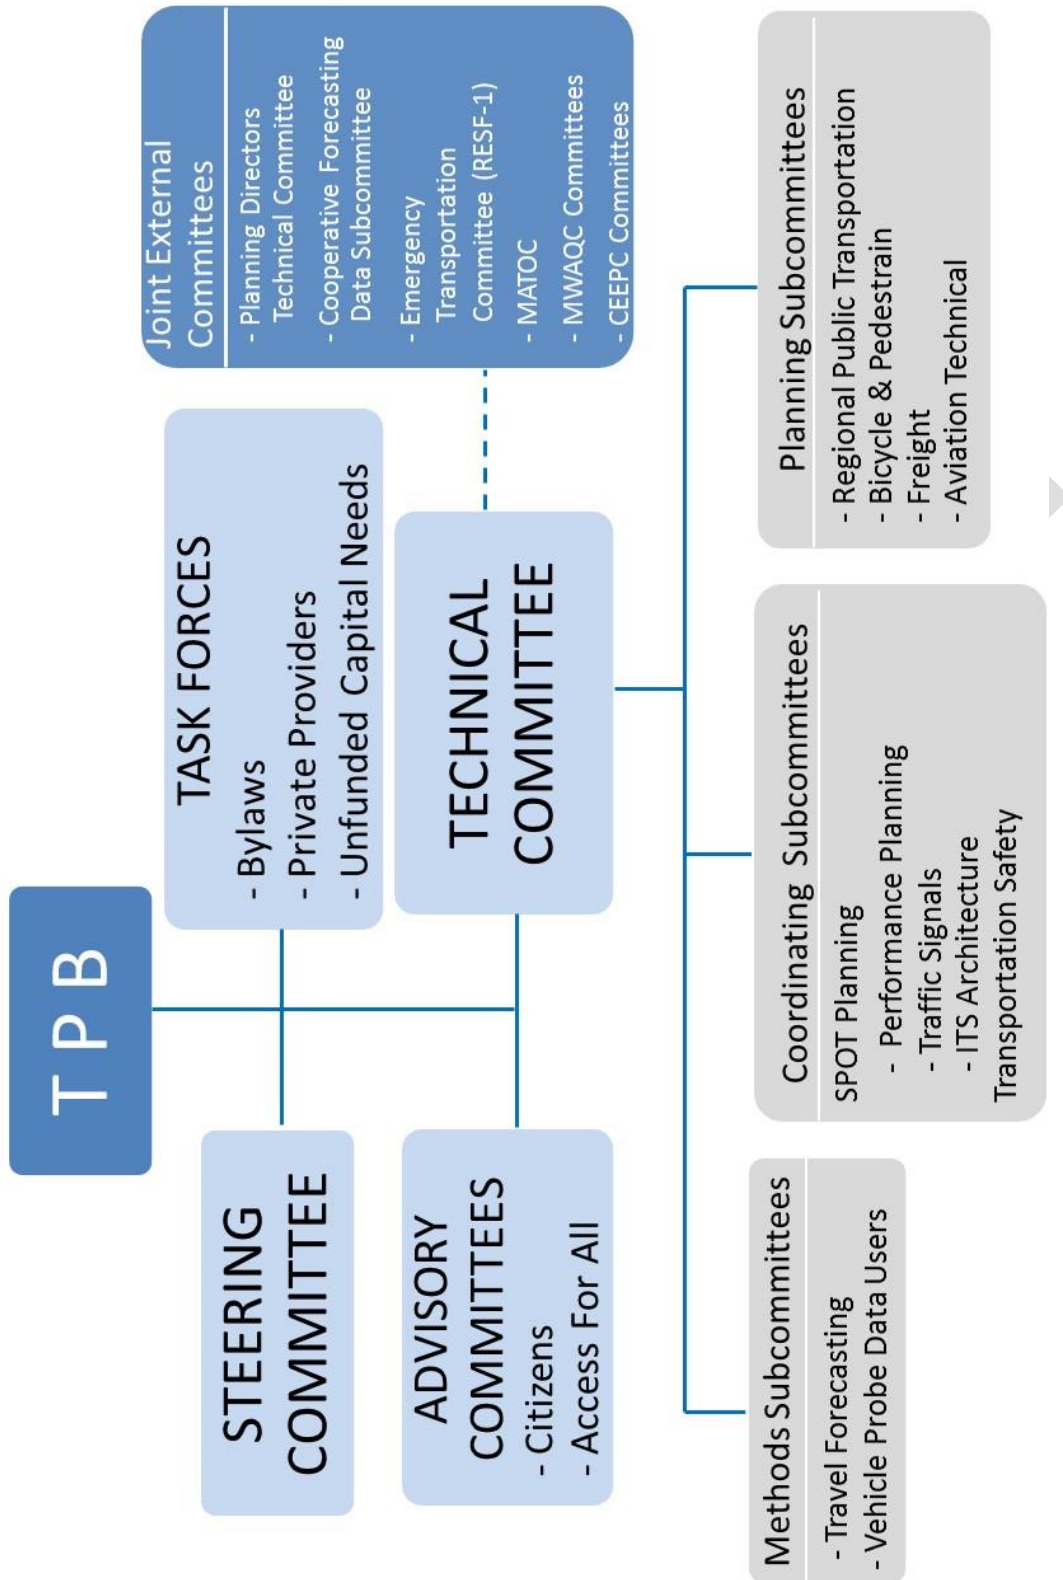 T P B
STEERING
COMMITTEE
TASK FORCES
- Bylaws
- Private Providers
- Unfunded Capital Needs
ADVISORY
COMMITTEES
- Citizens
- Access For All
TECHNICAL
COMMITTEE
Joint External
Committees
- Planning Directors
Technical Committee
- Cooperative Forecasting
Data Subcommittee
- Emergency
Transportation
Committee (RESF-1)
- MATOC
- MWAQC Committees
- CEEPC Committees
Methods Subcommittees
- Travel Forecasting
- Vehicle Probe Data Users
Coordinating Subcommittees
SPOT Planning
- Performance Planning
- Traffic Signals
- ITS Architecture
Transportation Safety
Planning Subcommittees
- Regional Public Transportation
- Bicycle & Pedestrain
- Freight
- Aviation Technical